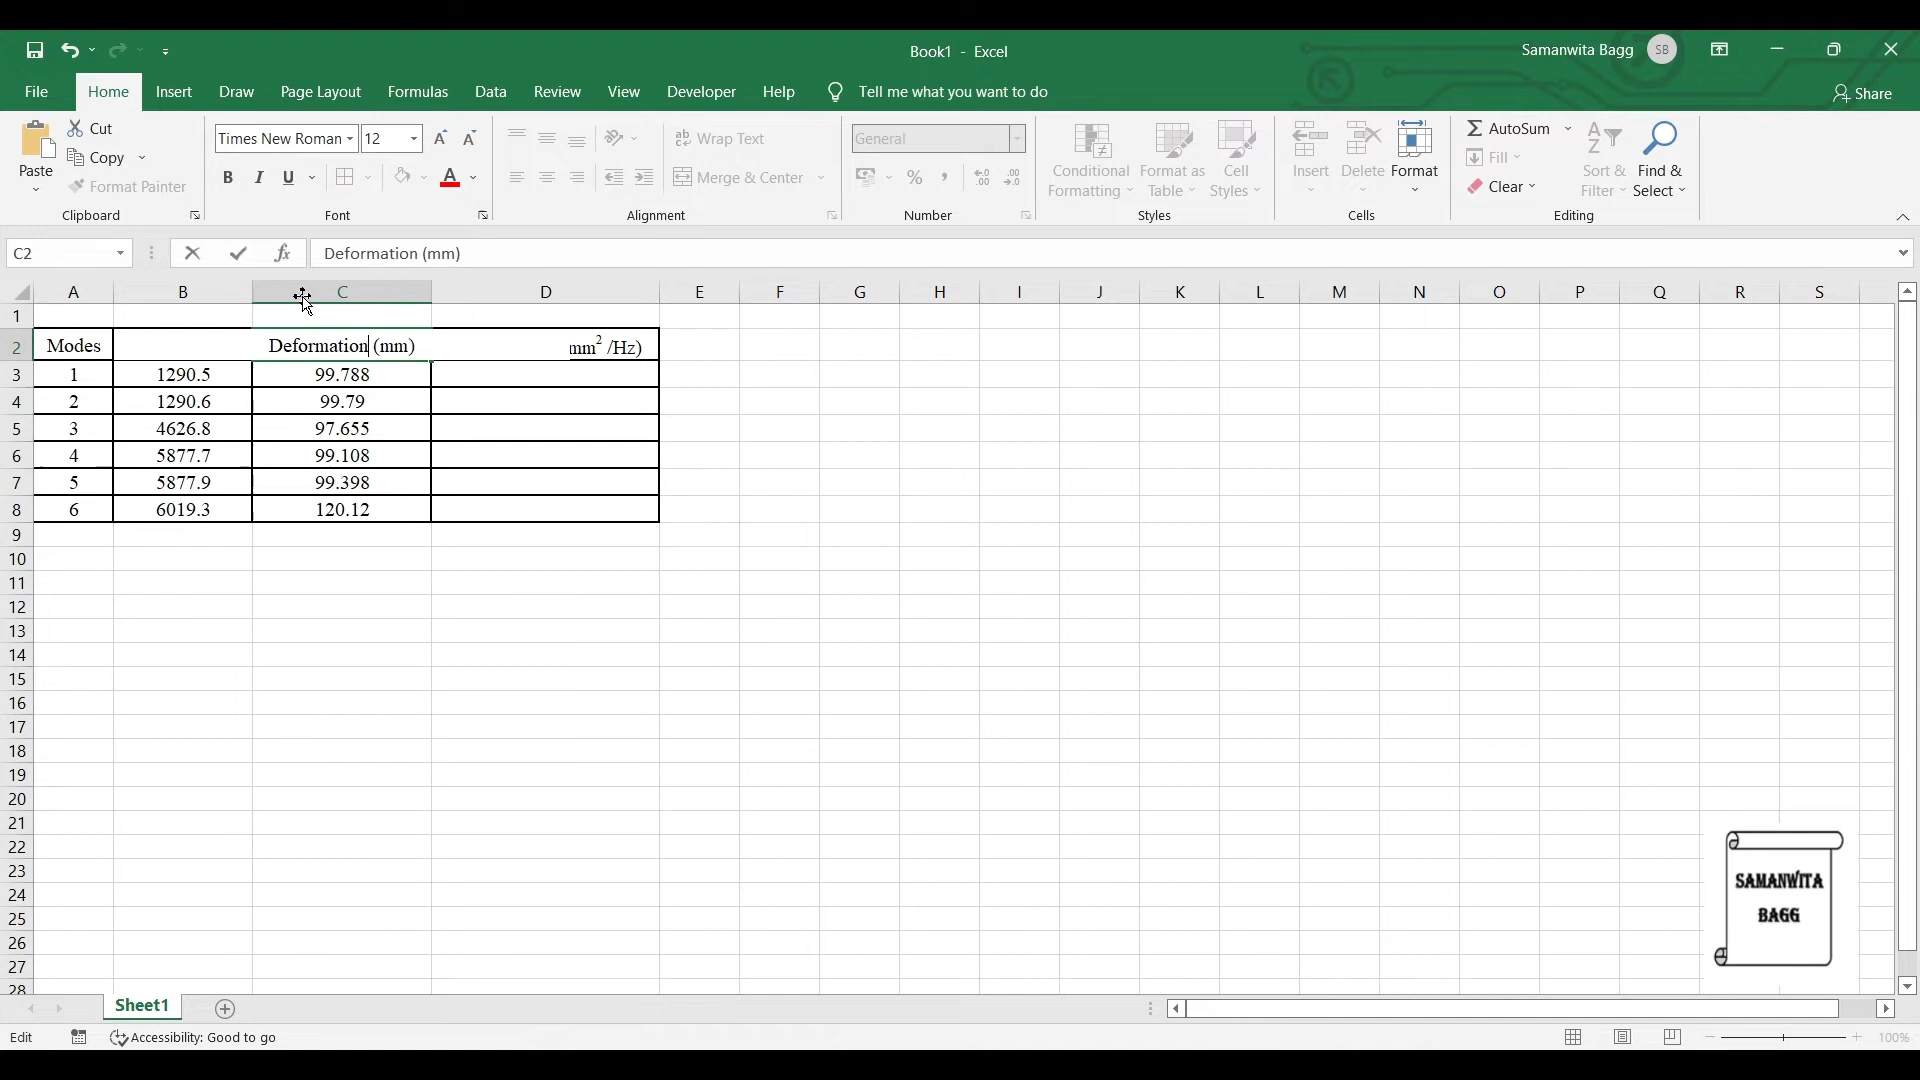 Book1 - Excel
Samanwita Bagg SB
File Home Insert Draw Page Layout Formulas Data Review View Developer Help Tell me what you want to do Share
Paste
Cut
Copy
Format Painter
Clipboard
Times New Roman 12
B I U A
Font
ab Wrap Text
Merge & Center
Alignment
General
% ,
Number
Conditional Formatting
Format as Table
Cell Styles
Styles
Insert
Delete
Format
Cells
AutoSum
Fill
Clear
Sort & Filter
Find & Select
Editing
C2 fx Deformation (mm)
A B C D E F G H I J K L M N O P Q R S
1
2 Modes Deformation (mm) mm² /Hz)
3 1 1290.5 99.788
4 2 1290.6 99.79
5 3 4626.8 97.655
6 4 5877.7 99.108
7 5 5877.9 99.398
8 6 6019.3 120.12
9
10
11
12
13
14
15
16
17
18
19
20
21
22
23
24
25
26
27
28
SAMANWITA
BAGG
Sheet1
Edit Accessibility: Good to go 100%